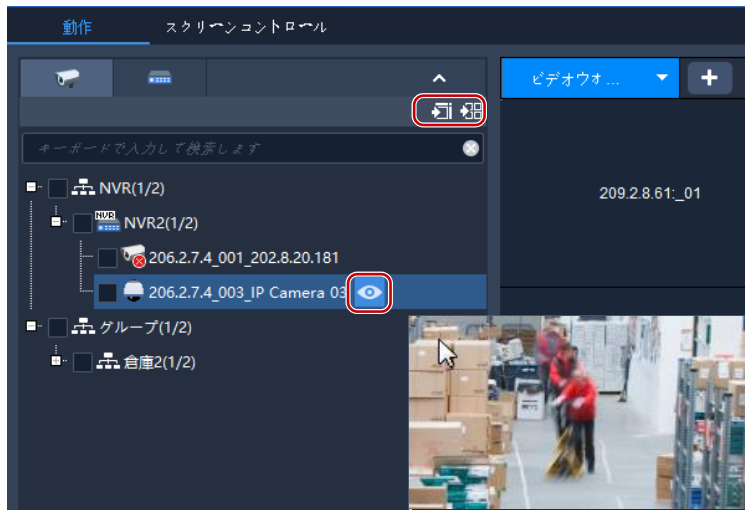 動作 スクリーンコントロール
ビデオウォ ...
キーボードで入力して検索します
NVR(1/2)
209.2.8.61:_01
NVR
NVR2(1/2)
206.2.7.4_001_202.8.20.181
206.2.7.4_003_IP Camera 03
グループ(1/2)
倉庫2(1/2)